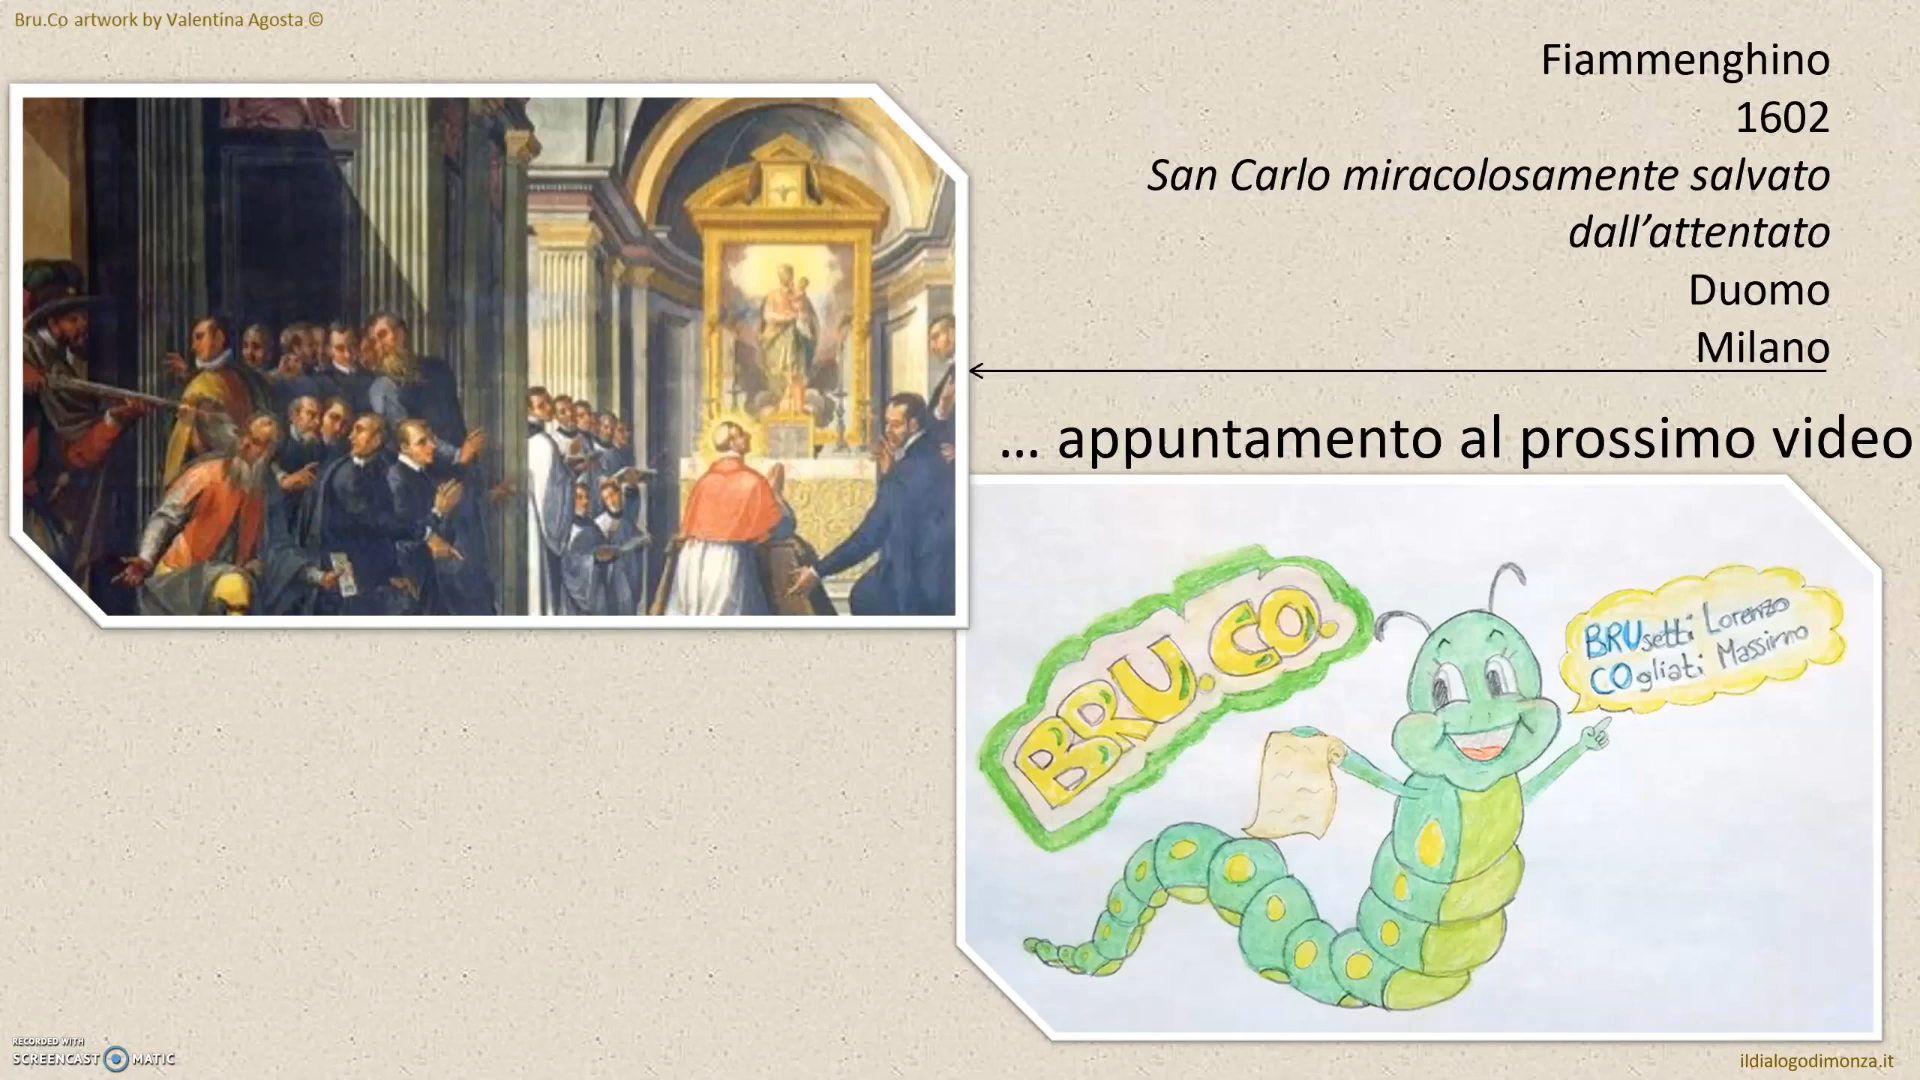 Bru.Co artwork by Valentina Agosta ©
Fiammenghino
1602
San Carlo miracolosamente salvato
dall’attentato
Duomo
Milano
... appuntamento al prossimo video
BRU.CO.
BRUsetti Lorenzo
COgliati Massimo
RECORDED WITH
SCREENCAST MATIC
ildialogodimonza.it